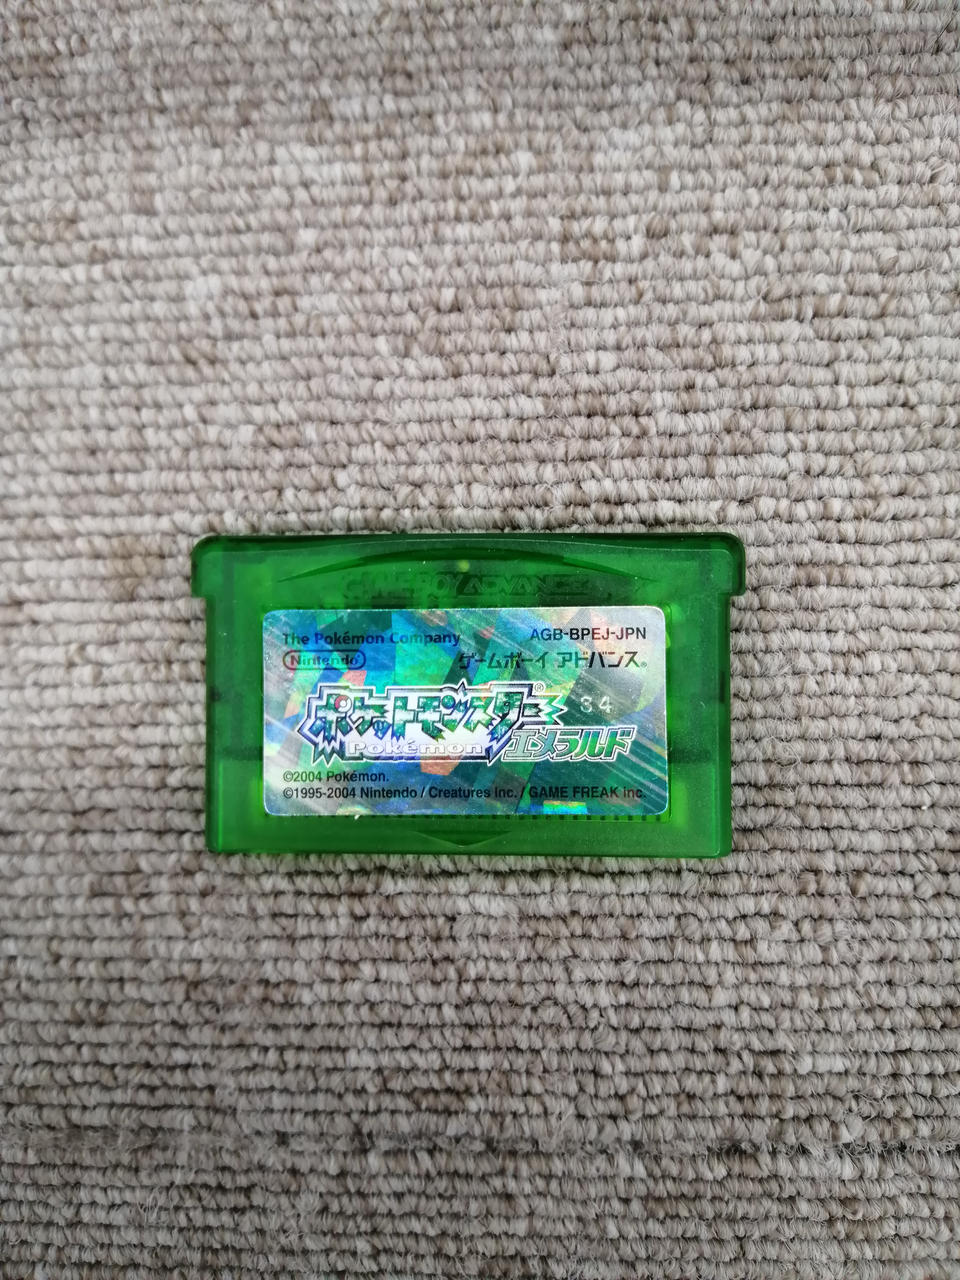 GAME BOY ADVANCE
The Pokémon Company
AGB-BPEJ-JPN
Nintendo®
ゲームボーイ アドバンス®
ポケットモンスター®
34
Pokémon
エメラルド
©2004 Pokémon.
©1995-2004 Nintendo / Creatures Inc. / GAME FREAK inc.